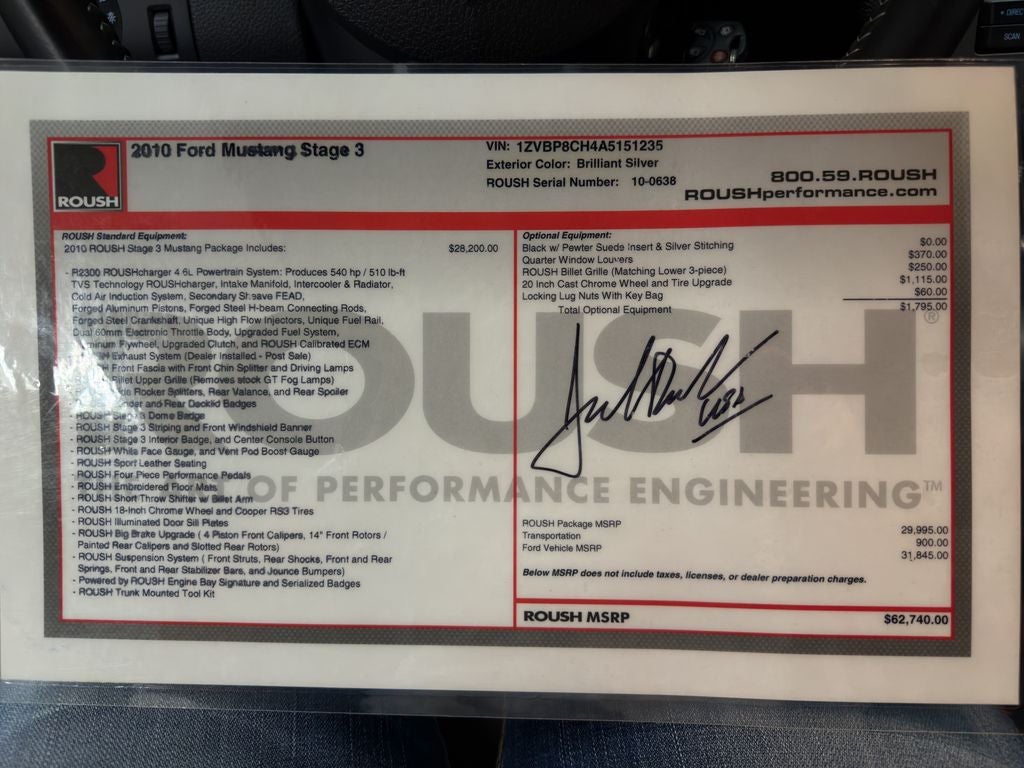 DIREC
SCAN
ROUSH
2010 Ford Mustang Stage 3
VIN: 1ZVBP8CH4A5151235
Exterior Color: Brilliant Silver
ROUSH Serial Number: 10-0638
800.59.ROUSH
ROUSHperformance.com
ROUSH Standard Equipment:
2010 ROUSH Stage 3 Mustang Package Includes: $28,200.00
- R2300 ROUSHcharger 4.6L Powertrain System: Produces 540 hp / 510 lb-ft
TVS Technology ROUSHcharger, Intake Manifold, Intercooler & Radiator,
Cold Air Induction System, Secondary Sheave FEAD,
Forged Aluminum Pistons, Forged Steel H-beam Connecting Rods,
Forged Steel Crankshaft, Unique High Flow Injectors, Unique Fuel Rail,
Dual 60mm Electronic Throttle Body, Upgraded Fuel System,
Aluminum Flywheel, Upgraded Clutch, and ROUSH Calibrated ECM
Exhaust System (Dealer Installed - Post Sale)
Front Fascia with Front Chin Splitter and Driving Lamps
Billet Upper Grille (Removes stock GT Fog Lamps)
Rocker Splitters, Rear Valance, and Rear Spoiler
and Rear Decklid Badges
- ROUSH Stage 3 Dome Badge
- ROUSH Stage 3 Striping and Front Windshield Banner
- ROUSH Stage 3 Interior Badge, and Center Console Button
- ROUSH White Face Gauge, and Vent Pod Boost Gauge
- ROUSH Sport Leather Seating
- ROUSH Four Piece Performance Pedals
- ROUSH Embroidered Floor Mats
- ROUSH Short Throw Shifter w/ Billet Arm
- ROUSH 18-Inch Chrome Wheel and Cooper RS3 Tires
- ROUSH Illuminated Door Sill Plates
- ROUSH Big Brake Upgrade ( 4 Piston Front Calipers, 14" Front Rotors /
Painted Rear Calipers and Slotted Rear Rotors)
- ROUSH Suspension System ( Front Struts, Rear Shocks, Front and Rear
Springs, Front and Rear Stabilizer Bars, and Jounce Bumpers)
- Powered by ROUSH Engine Bay Signature and Serialized Badges
- ROUSH Trunk Mounted Tool Kit
Optional Equipment:
Black w/ Pewter Suede Insert & Silver Stitching $0.00
Quarter Window Louvers $370.00
ROUSH Billet Grille (Matching Lower 3-piece) $250.00
20 Inch Cast Chrome Wheel and Tire Upgrade $1,115.00
Locking Lug Nuts With Key Bag $60.00
Total Optional Equipment $1,795.00
ROUSH®
OF PERFORMANCE ENGINEERING™
ROUSH Package MSRP 29,995.00
Transportation 900.00
Ford Vehicle MSRP 31,845.00
Below MSRP does not include taxes, licenses, or dealer preparation charges.
ROUSH MSRP $62,740.00